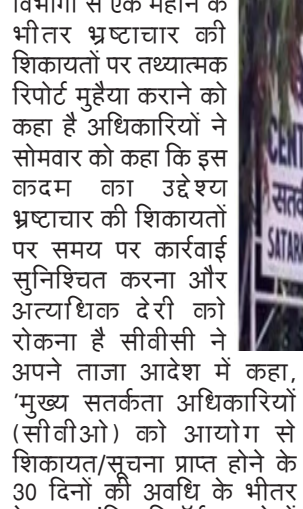 विभागों से एक महीने के
भीतर भ्रष्टाचार की
शिकायतों पर तथ्यात्मक
रिपोर्ट मुहैया कराने को
कहा है अधिकारियों ने
सोमवार को कहा कि इस
कदम का उद्देश्य
भ्रष्टाचार की शिकायतों
पर समय पर कार्रवाई
सुनिश्चित करना और
अत्याधिक देरी को
रोकना है सीवीसी ने
अपने ताजा आदेश में कहा,
'मुख्य सतर्कता अधिकारियों
(सीवीओ) को आयोग से
शिकायत/सूचना प्राप्त होने के
30 दिनों की अवधि के भीतर
CENT
सतर्क
SATARK